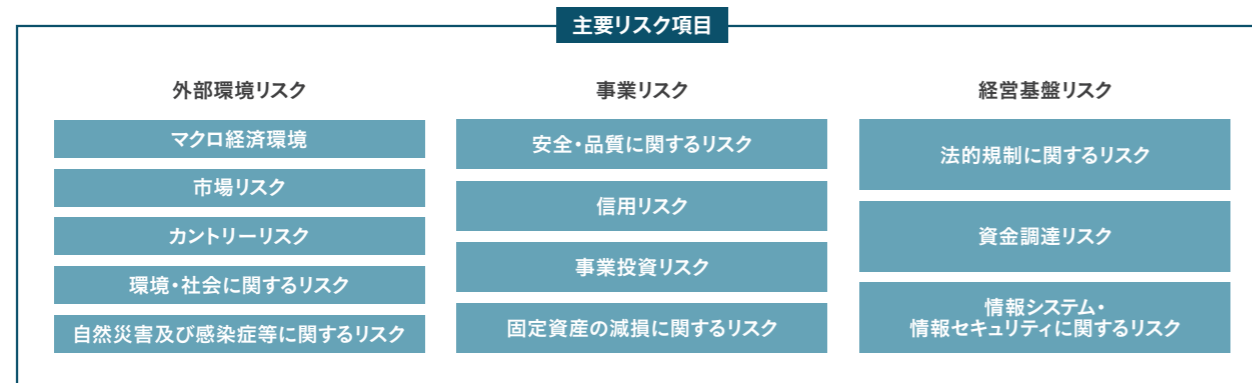 主要リスク項目
外部環境リスク
マクロ経済環境
市場リスク
カントリーリスク
環境・社会に関するリスク
自然災害及び感染症等に関するリスク
事業リスク
安全・品質に関するリスク
信用リスク
事業投資リスク
固定資産の減損に関するリスク
経営基盤リスク
法的規制に関するリスク
資金調達リスク
情報システム・
情報セキュリティに関するリスク